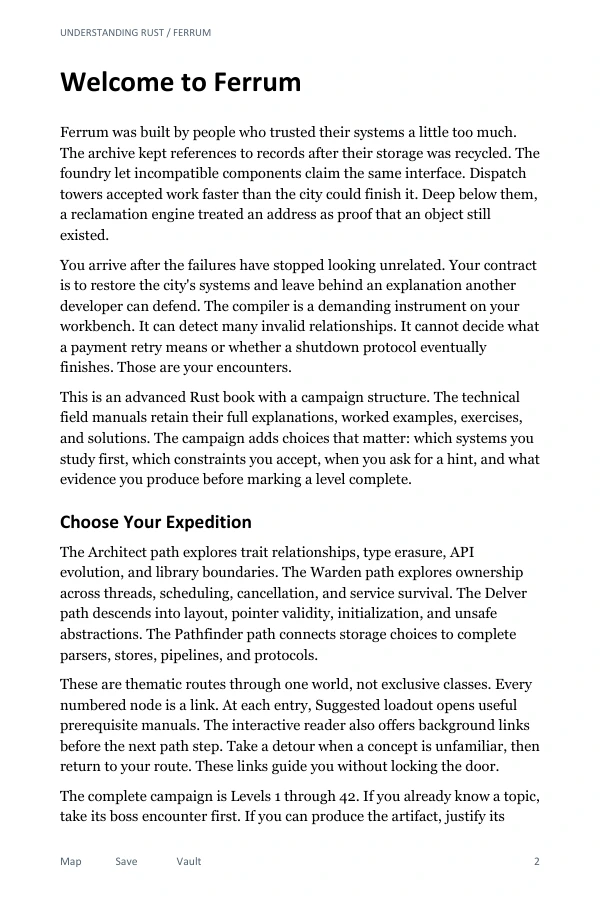 UNDERSTANDING RUST / FERRUM
Welcome to Ferrum
Ferrum was built by people who trusted their systems a little too much.
The archive kept references to records after their storage was recycled. The
foundry let incompatible components claim the same interface. Dispatch
towers accepted work faster than the city could finish it. Deep below them,
a reclamation engine treated an address as proof that an object still
existed.
You arrive after the failures have stopped looking unrelated. Your contract
is to restore the city's systems and leave behind an explanation another
developer can defend. The compiler is a demanding instrument on your
workbench. It can detect many invalid relationships. It cannot decide what
a payment retry means or whether a shutdown protocol eventually
finishes. Those are your encounters.
This is an advanced Rust book with a campaign structure. The technical
field manuals retain their full explanations, worked examples, exercises,
and solutions. The campaign adds choices that matter: which systems you
study first, which constraints you accept, when you ask for a hint, and what
evidence you produce before marking a level complete.
Choose Your Expedition
The Architect path explores trait relationships, type erasure, API
evolution, and library boundaries. The Warden path explores ownership
across threads, scheduling, cancellation, and service survival. The Delver
path descends into layout, pointer validity, initialization, and unsafe
abstractions. The Pathfinder path connects storage choices to complete
parsers, stores, pipelines, and protocols.
These are thematic routes through one world, not exclusive classes. Every
numbered node is a link. At each entry, Suggested loadout opens useful
prerequisite manuals. The interactive reader also offers background links
before the next path step. Take a detour when a concept is unfamiliar, then
return to your route. These links guide you without locking the door.
The complete campaign is Levels 1 through 42. If you already know a topic,
take its boss encounter first. If you can produce the artifact, justify its
Map Save Vault 2